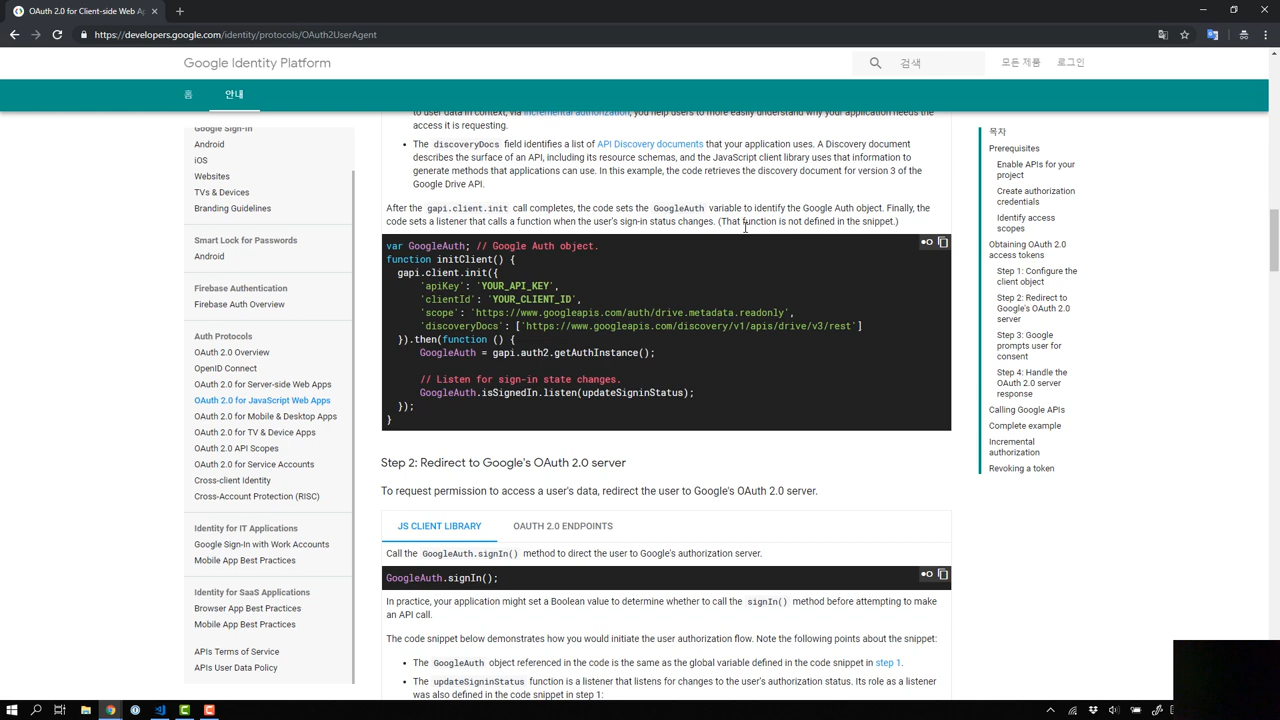 OAuth 2.0 for Client-side Web Ap
https://developers.google.com/identity/protocols/OAuth2UserAgent
Google Identity Platform
검색
모든 제품
로그인
홈
안내
Google Sign-In
Android
iOS
Websites
TVs & Devices
Branding Guidelines
Smart Lock for Passwords
Android
Firebase Authentication
Firebase Auth Overview
Auth Protocols
OAuth 2.0 Overview
OpenID Connect
OAuth 2.0 for Server-side Web Apps
OAuth 2.0 for JavaScript Web Apps
OAuth 2.0 for Mobile & Desktop Apps
OAuth 2.0 for TV & Device Apps
OAuth 2.0 API Scopes
OAuth 2.0 for Service Accounts
Cross-client Identity
Cross-Account Protection (RISC)
Identity for IT Applications
Google Sign-In with Work Accounts
Mobile App Best Practices
Identity for SaaS Applications
Browser App Best Practices
Mobile App Best Practices
APIs Terms of Service
APIs User Data Policy
to user data in context, via incremental authorization, you help users to more easily understand why your application needs the
access it is requesting.
• The discoveryDocs field identifies a list of API Discovery documents that your application uses. A Discovery document
describes the surface of an API, including its resource schemas, and the JavaScript client library uses that information to
generate methods that applications can use. In this example, the code retrieves the discovery document for version 3 of the
Google Drive API.
After the gapi.client.init call completes, the code sets the GoogleAuth variable to identify the Google Auth object. Finally, the
code sets a listener that calls a function when the user's sign-in status changes. (That function is not defined in the snippet.)
var GoogleAuth; // Google Auth object.
function initClient() {
gapi.client.init({
'apiKey': 'YOUR_API_KEY',
'clientId': 'YOUR_CLIENT_ID',
'scope': 'https://www.googleapis.com/auth/drive.metadata.readonly',
'discoveryDocs': ['https://www.googleapis.com/discovery/v1/apis/drive/v3/rest']
}).then(function () {
GoogleAuth = gapi.auth2.getAuthInstance();
// Listen for sign-in state changes.
GoogleAuth.isSignedIn.listen(updateSigninStatus);
});
}
Step 2: Redirect to Google's OAuth 2.0 server
To request permission to access a user's data, redirect the user to Google's OAuth 2.0 server.
JS CLIENT LIBRARY
OAUTH 2.0 ENDPOINTS
Call the GoogleAuth.signIn() method to direct the user to Google's authorization server.
GoogleAuth.signIn();
In practice, your application might set a Boolean value to determine whether to call the signIn() method before attempting to make
an API call.
The code snippet below demonstrates how you would initiate the user authorization flow. Note the following points about the snippet:
• The GoogleAuth object referenced in the code is the same as the global variable defined in the code snippet in step 1.
• The updateSigninStatus function is a listener that listens for changes to the user's authorization status. Its role as a listener
was also defined in the code snippet in step 1:
목차
Prerequisites
Enable APIs for your
project
Create authorization
credentials
Identify access
scopes
Obtaining OAuth 2.0
access tokens
Step 1: Configure the
client object
Step 2: Redirect to
Google's OAuth 2.0
server
Step 3: Google
prompts user for
consent
Step 4: Handle the
OAuth 2.0 server
response
Calling Google APIs
Complete example
Incremental
authorization
Revoking a token